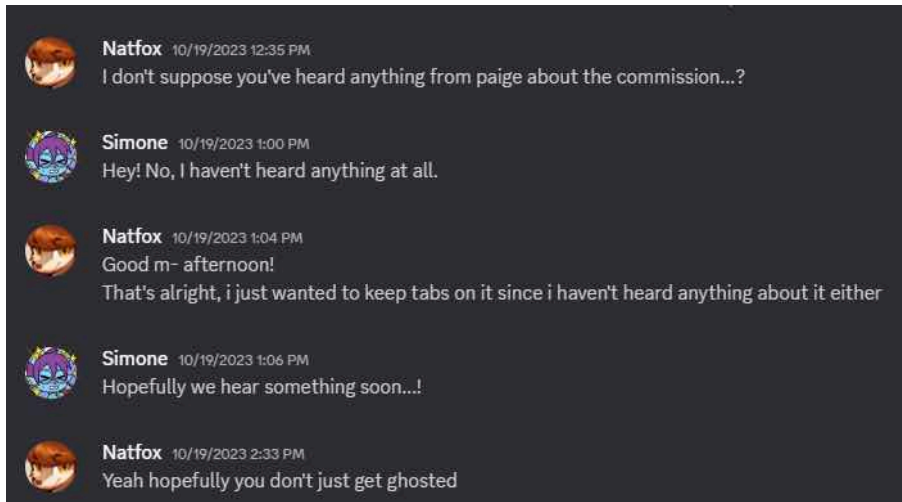 Natfox 10/19/2023 12:35 PM
I don't suppose you've heard anything from paige about the commission...?
Simone 10/19/2023 1:00 PM
Hey! No, I haven't heard anything at all.
Natfox 10/19/2023 1:04 PM
Good m- afternoon!
That's alright, i just wanted to keep tabs on it since i haven't heard anything about it either
Simone 10/19/2023 1:06 PM
Hopefully we hear something soon...!
Natfox 10/19/2023 2:33 PM
Yeah hopefully you don't just get ghosted